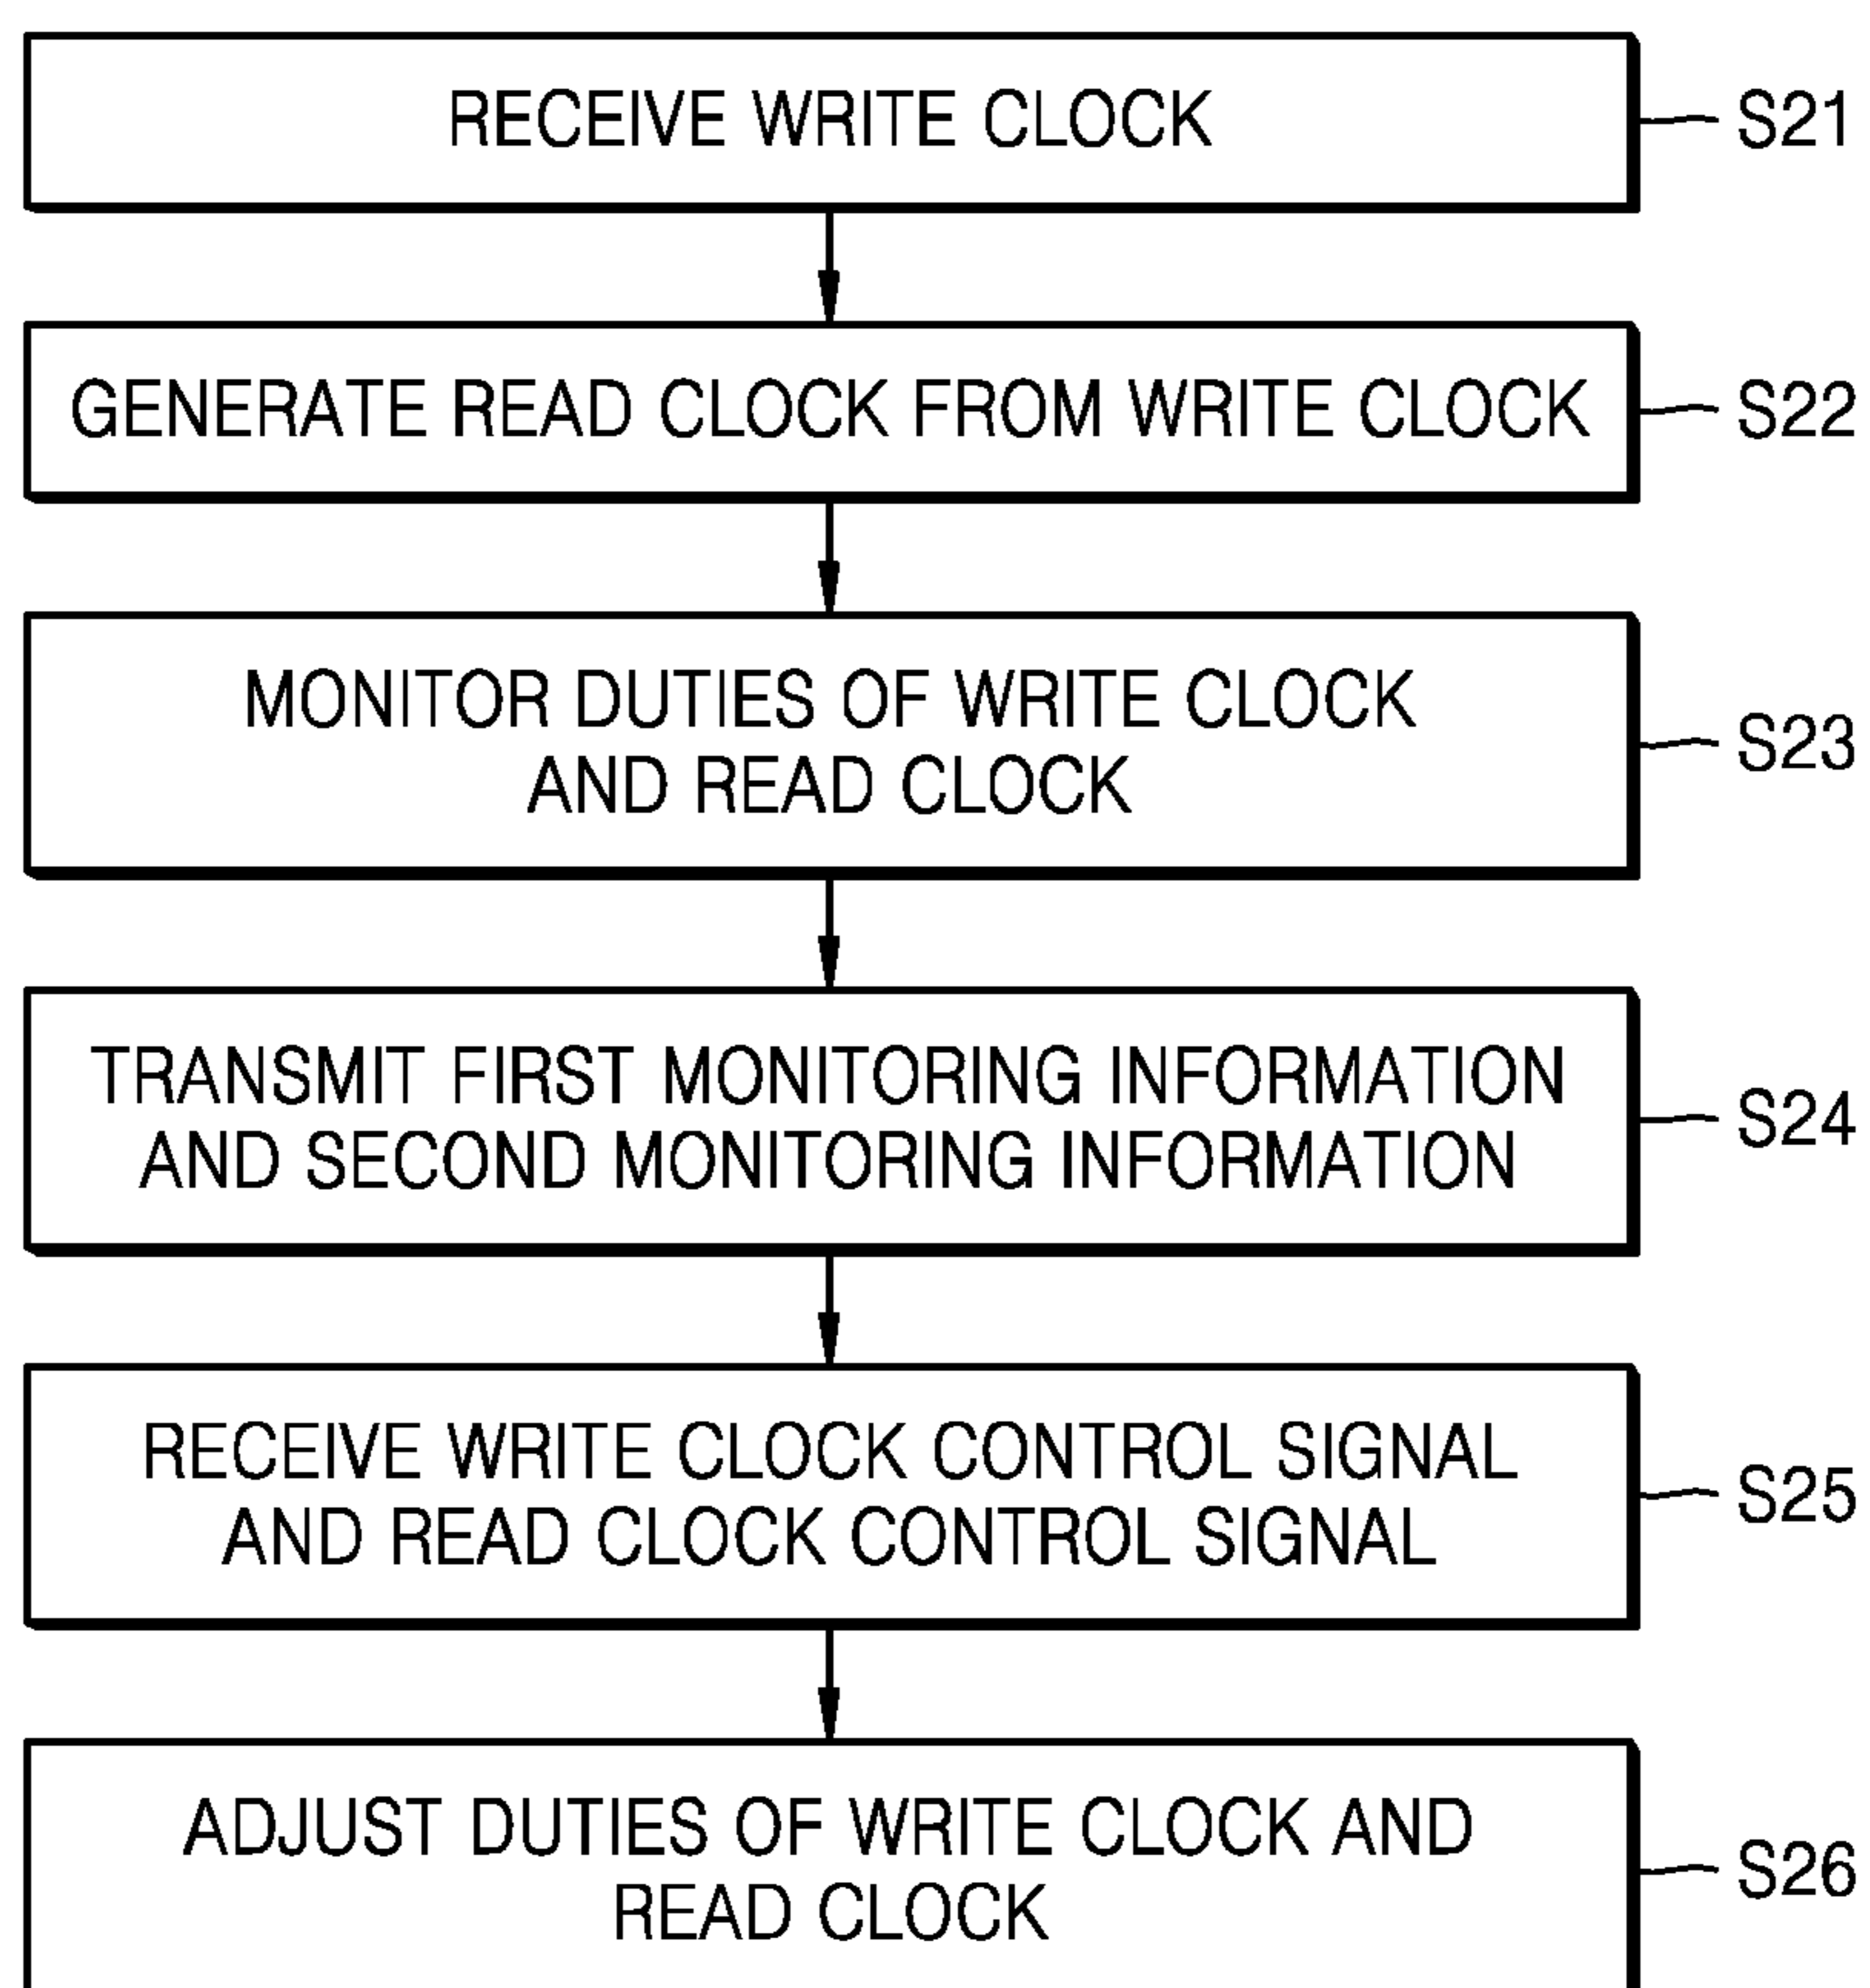 RECEIVE WRITE CLOCK
S21
GENERATE READ CLOCK FROM WRITE CLOCK
S22
MONITOR DUTIES OF WRITE CLOCK
AND READ CLOCK
S23
TRANSMIT FIRST MONITORING INFORMATION
AND SECOND MONITORING INFORMATION
S24
RECEIVE WRITE CLOCK CONTROL SIGNAL
AND READ CLOCK CONTROL SIGNAL
S25
ADJUST DUTIES OF WRITE CLOCK AND
READ CLOCK
S26